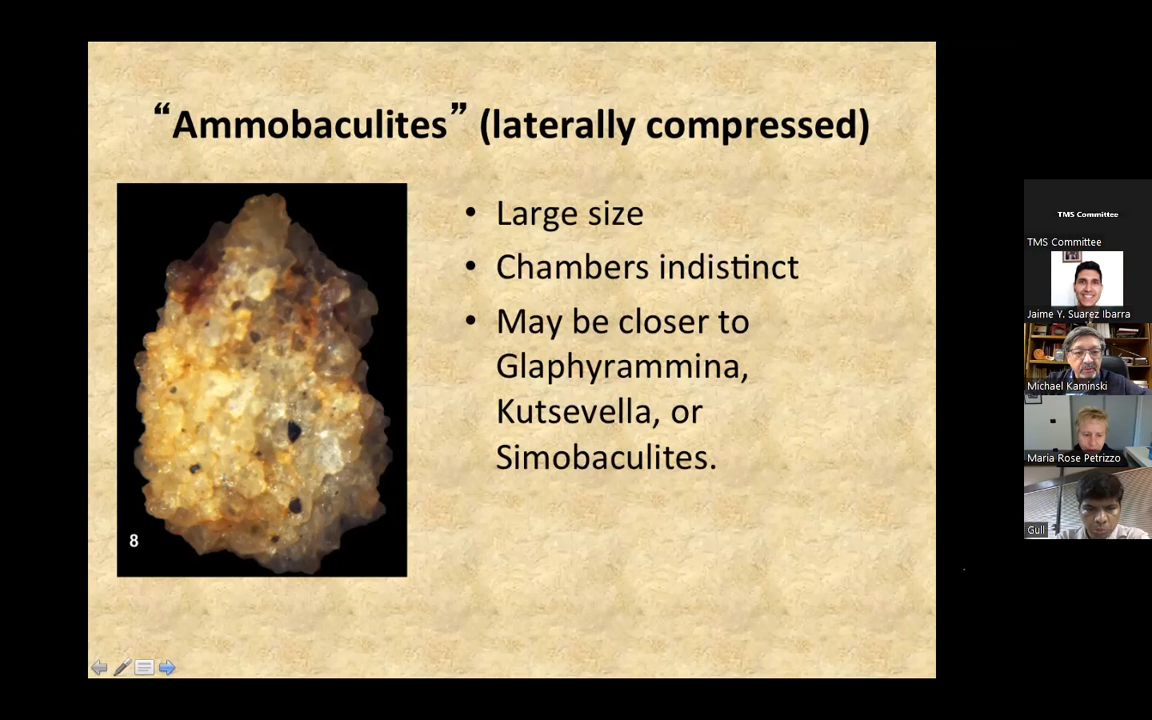 “Ammobaculites” (laterally compressed)
• Large size
• Chambers indistinct
• May be closer to
Glaphyrammina,
Kutsevella, or
Simobaculites.
8
TMS Committee
TMS Committee
Jaime Y. Suarez Ibarra
Michael Kaminski
Maria Rose Petrizzo
Gull